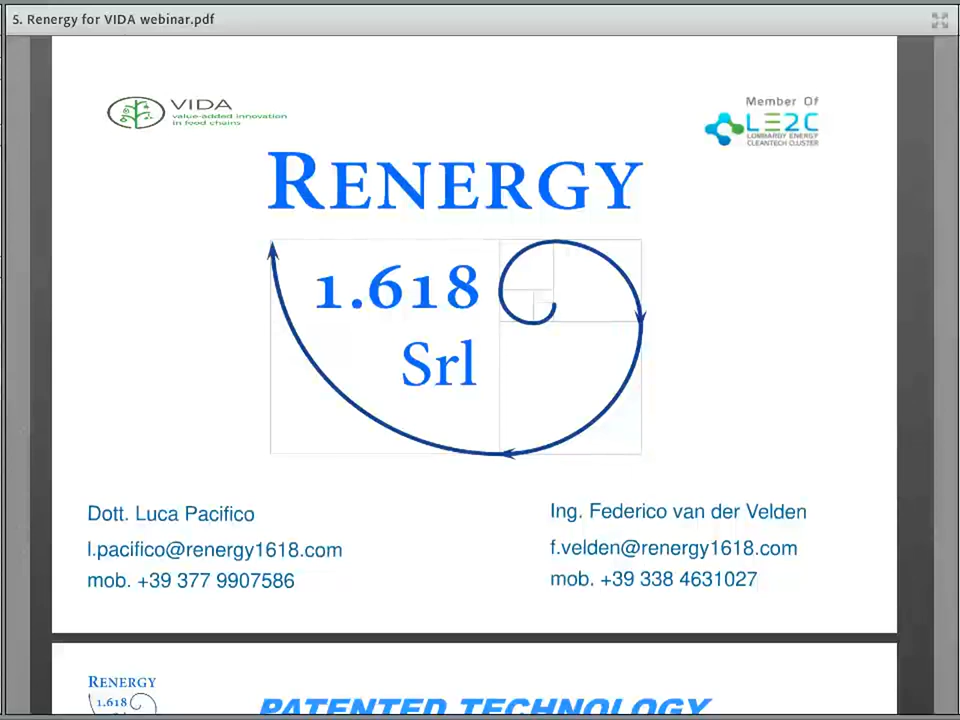 5. Renergy for VIDA webinar.pdf
VIDA
value-added innovation
in food chains
Member Of
LE2C
LOMBARDY ENERGY
CLEANTECH CLUSTER
RENERGY
1.618
Srl
Dott. Luca Pacifico
l.pacifico@renergy1618.com
mob. +39 377 9907586
Ing. Federico van der Velden
f.velden@renergy1618.com
mob. +39 338 4631027
RENERGY
1.618
PATENTED TECHNOLOGY